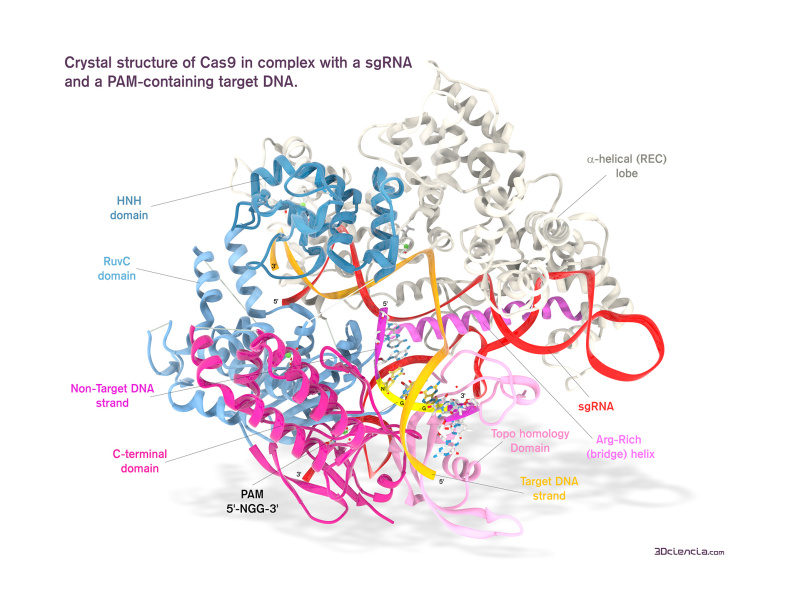 Crystal structure of Cas9 in complex with a sgRNA
and a PAM-containing target DNA.
α-helical (REC)
lobe
HNH
domain
RuvC
domain
3'
5'
5'
Non-Target DNA
strand
N
G
G
3'
sgRNA
Topo homology
Domain
Arg-Rich
(bridge) helix
C-terminal
domain
3'
5'
Target DNA
strand
PAM
5'-NGG-3'
3Dciencia.com